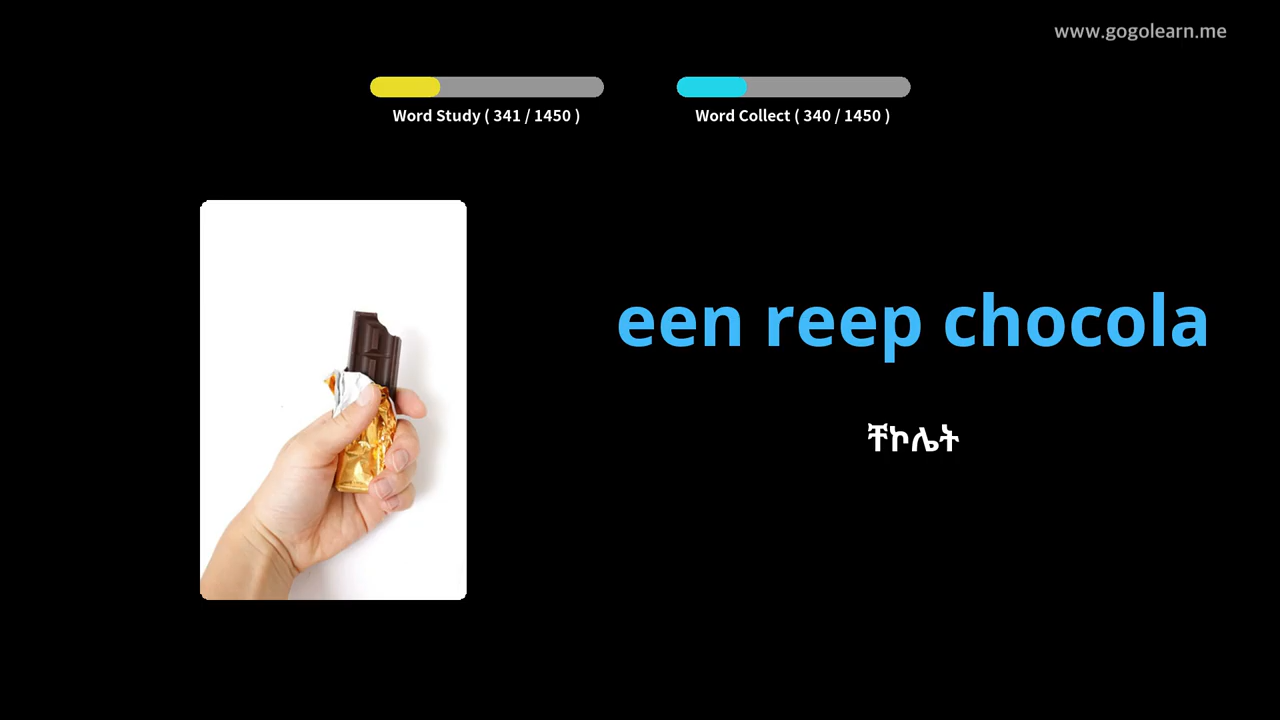 www.gogolearn.me
Word Study ( 341 / 1450 )
Word Collect ( 340 / 1450 )
een reep chocola
ቸኮሌት